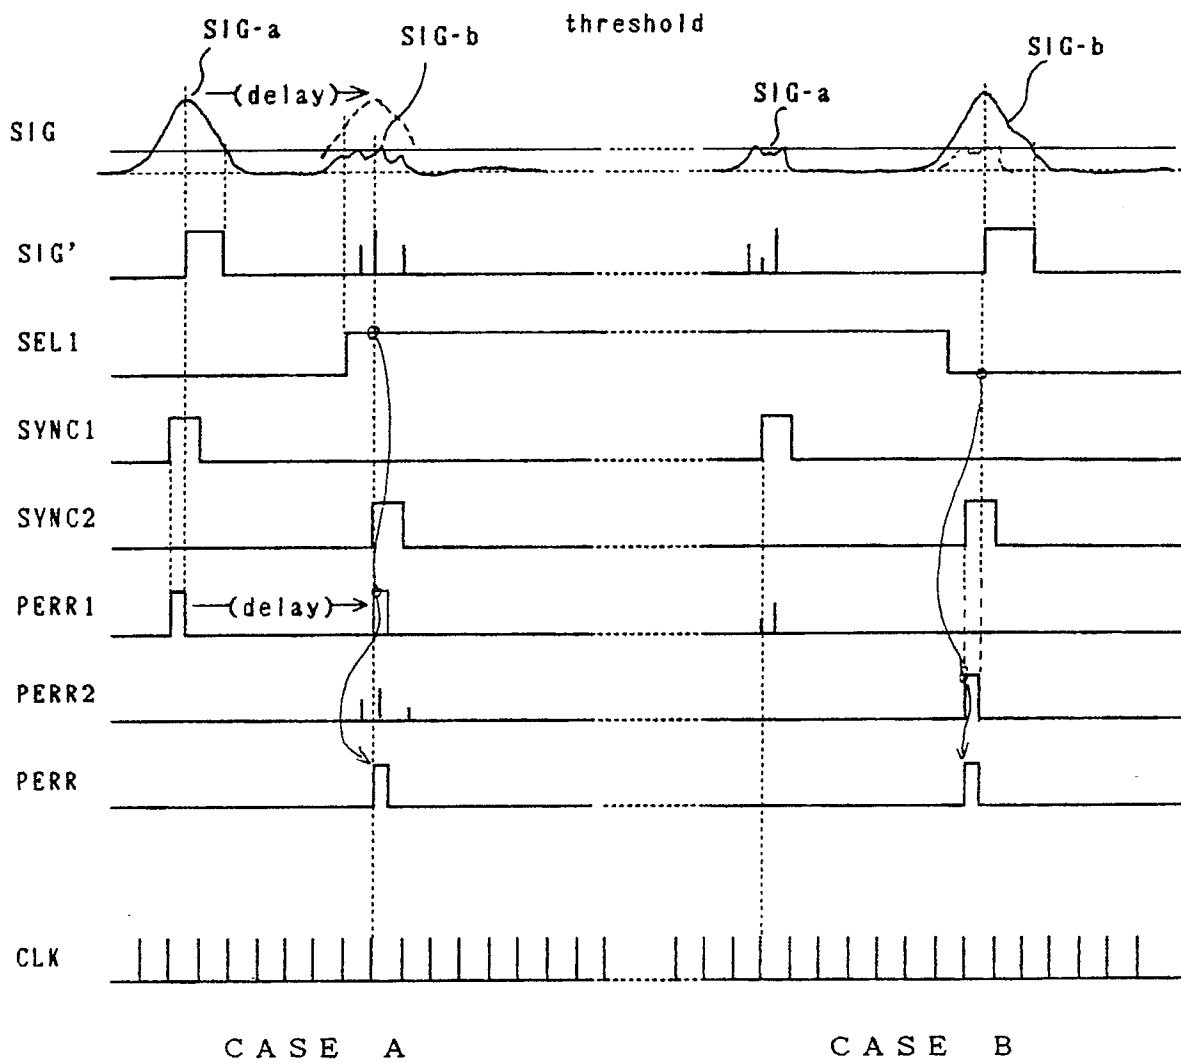 threshold
SIG-a
SIG-b
SIG-b
(delay)
SIG-a
SIG
SIG'
SEL1
SYNC1
SYNC2
PERR1
(delay)
PERR2
PERR
CLK
CASE A
CASE B